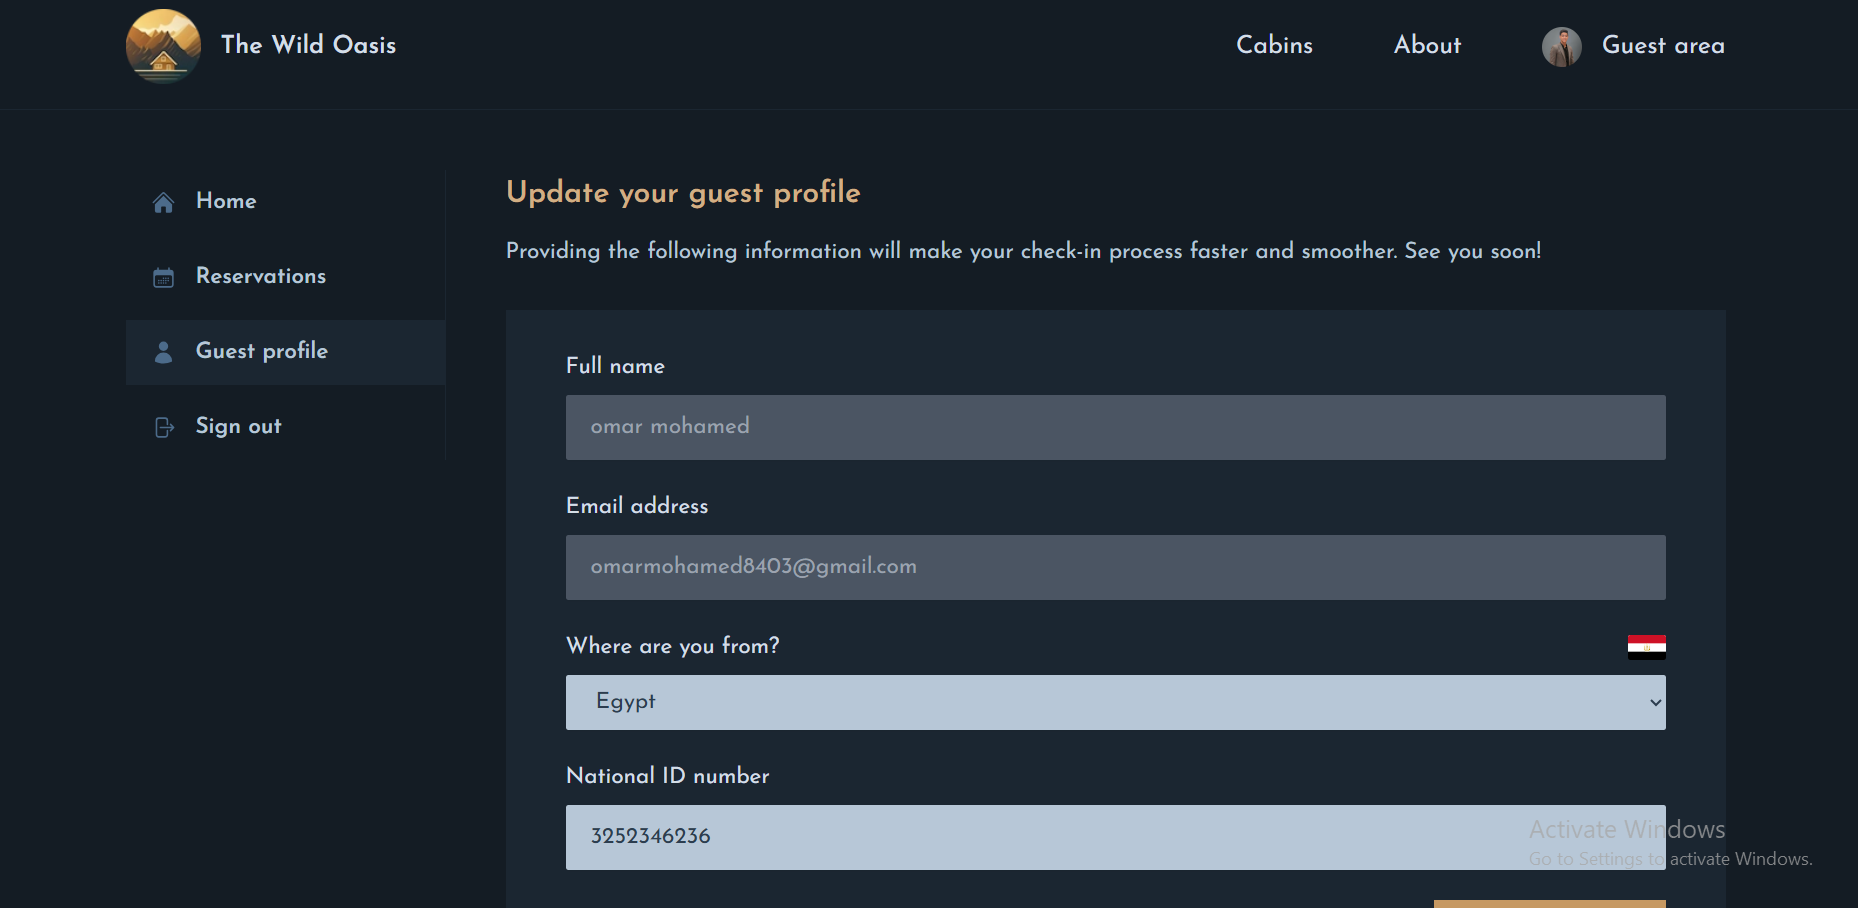 The Wild Oasis
Cabins
About
Guest area
Home
Reservations
Guest profile
Sign out
Update your guest profile
Providing the following information will make your check-in process faster and smoother. See you soon!
Full name
omar mohamed
Email address
omarmohamed8403@gmail.com
Where are you from?
Egypt
National ID number
3252346236
Activate Windows
Go to Settings to activate Windows.